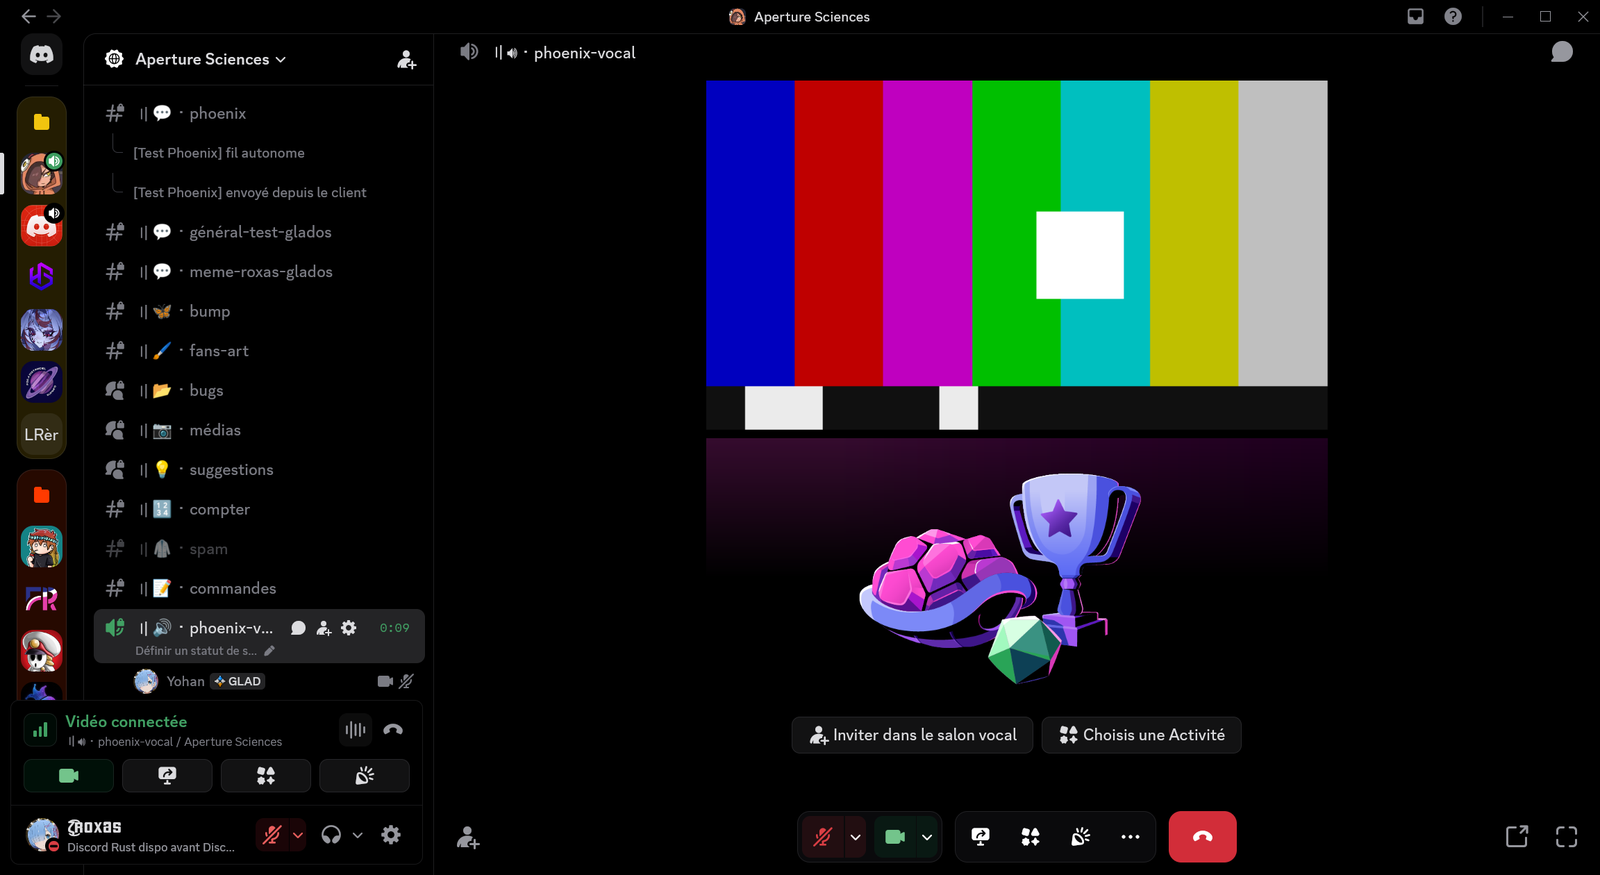 Aperture Sciences
Aperture Sciences
phoenix
[Test Phoenix] fil autonome
[Test Phoenix] envoyé depuis le client
général-test-glados
meme-roxas-glados
bump
fans-art
bugs
médias
suggestions
compter
spam
commandes
phoenix-v... 0:09
Définir un statut de s...
Yohan GLAD
LRèr
Vidéo connectée
phoenix-vocal / Aperture Sciences
Roxas
Discord Rust dispo avant Disc...
phoenix-vocal
Inviter dans le salon vocal
Choisis une Activité